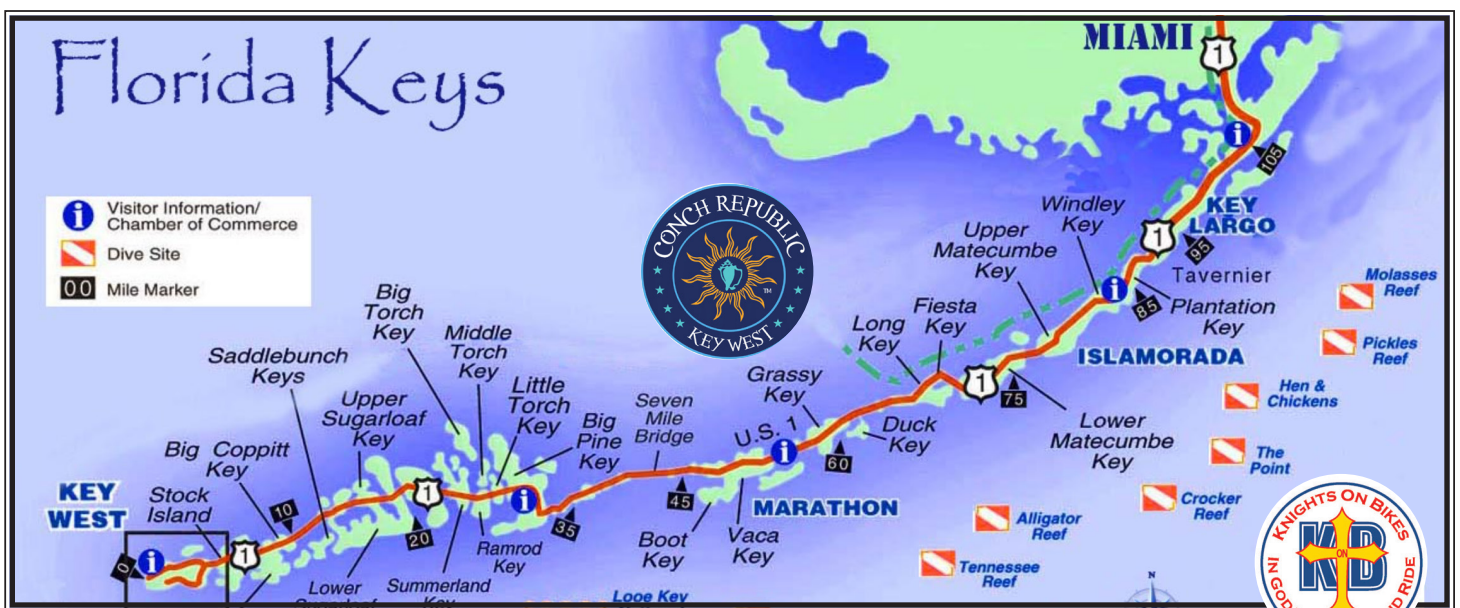 Florida Keys
MIAMI
1
i
Visitor Information/
Chamber of Commerce
Dive Site
00 Mile Marker
CONCH REPUBLIC
KEY WEST
TM
105
KEY
LARGO
1
95
Tavernier
Windley
Key
Upper
Matecumbe
Key
i
85
Plantation
Key
Molasses
Reef
Pickles
Reef
ISLAMORADA
Fiesta
Key
Long
Key
1
75
Hen &
Chickens
Lower
Matecumbe
Key
The
Point
Crocker
Reef
Alligator
Reef
Tennessee
Reef
Duck
Key
Grassy
Key
U.S. 1
i
60
MARATHON
Vaca
Key
Boot
Key
45
Seven
Mile
Bridge
35
Big
Pine
Key
Little
Torch
Key
Middle
Torch
Key
Big
Torch
Key
i
Ramrod
Key
Summerland
1
20
Lower
Upper
Sugarloaf
Key
Saddlebunch
Keys
Big Coppitt
Key
10
Stock
Island
1
KEY
WEST
i
0
Looe Key
N
KNIGHTS ON BIKES
KB
ON
IN GOD
RIDE